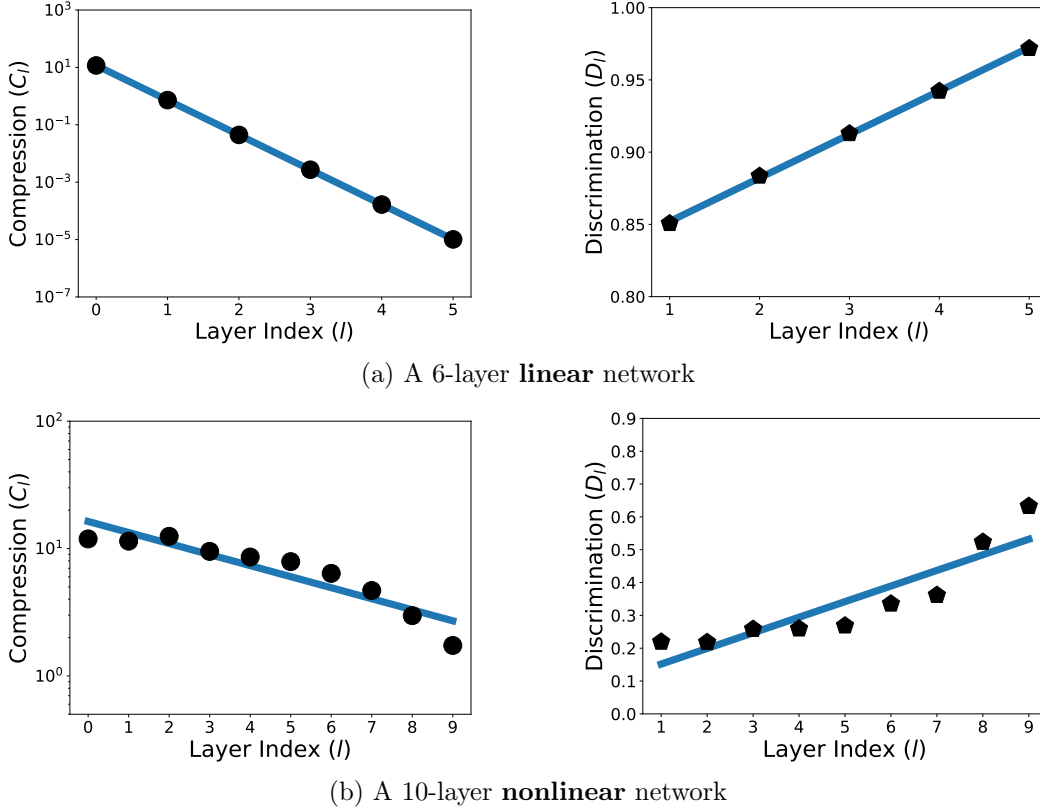 10^3
10^1
10^-1
10^-3
10^-5
10^-7
Compression (C_l)
0 1 2 3 4 5
Layer Index (l)
1.00
0.95
0.90
0.85
0.80
Discrimination (D_l)
1 2 3 4 5
Layer Index (l)
(a) A 6-layer linear network
10^2
10^1
10^0
Compression (C_l)
0 1 2 3 4 5 6 7 8 9
Layer Index (l)
0.9
0.8
0.7
0.6
0.5
0.4
0.3
0.2
0.1
0.0
Discrimination (D_l)
1 2 3 4 5 6 7 8 9
Layer Index (l)
(b) A 10-layer nonlinear network